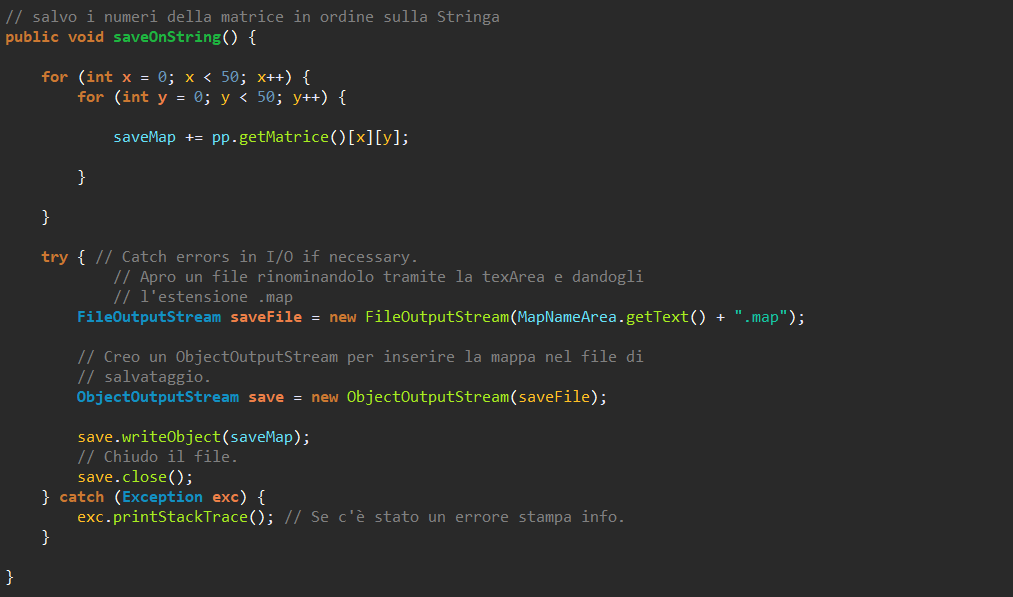 // salvo i numeri della matrice in ordine sulla Stringa
public void saveOnString() {
for (int x = 0; x < 50; x++) {
for (int y = 0; y < 50; y++) {
saveMap += pp.getMatrice()[x][y];
}
}
try { // Catch errors in I/O if necessary.
// Apro un file rinominandolo tramite la texArea e dandogli
// l'estensione .map
FileOutputStream saveFile = new FileOutputStream(MapNameArea.getText() + ".map");
// Creo un ObjectOutputStream per inserire la mappa nel file di
// salvataggio.
ObjectOutputStream save = new ObjectOutputStream(saveFile);
save.writeObject(saveMap);
// Chiudo il file.
save.close();
} catch (Exception exc) {
exc.printStackTrace(); // Se c'è stato un errore stampa info.
}
}